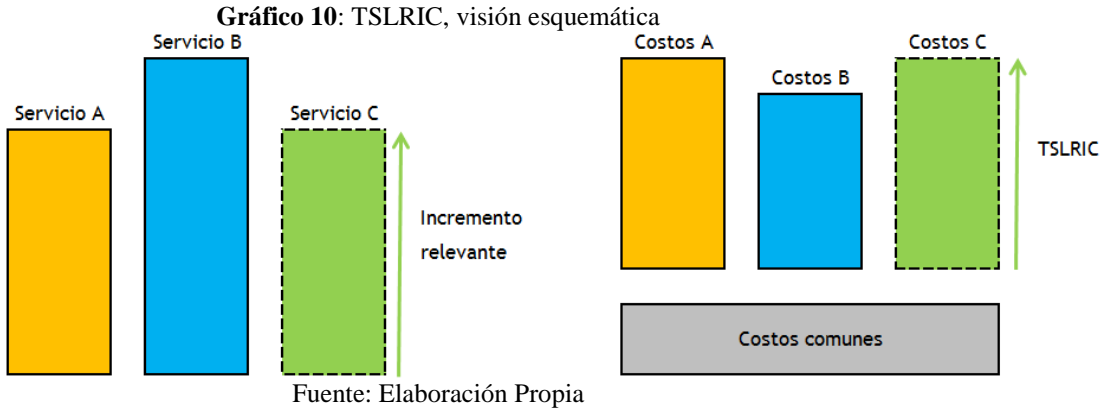 Gráfico 10: TSLRIC, visión esquemática
Servicio B
Servicio A
Servicio C
Incremento
relevante
Costos A
Costos B
Costos C
TSLRIC
Costos comunes
Fuente: Elaboración Propia